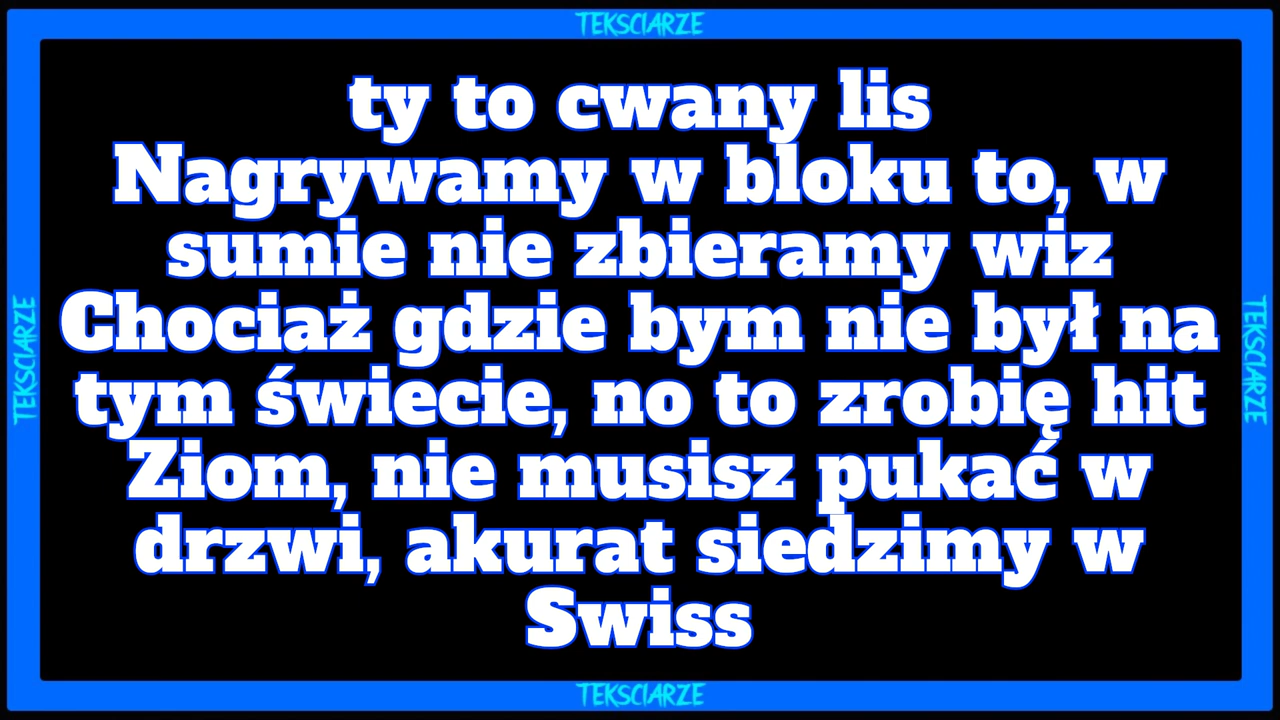 TEKSCIARZE
ty to cwany lis
Nagrywamy w bloku to, w
sumie nie zbieramy wiz
Chociaż gdzie bym nie był na
tym świecie, no to zrobię hit
Ziom, nie musisz pukać w
drzwi, akurat siedzimy w
Swiss
TEKSCIARZE
TEKSCIARZE
TEKSCIARZE